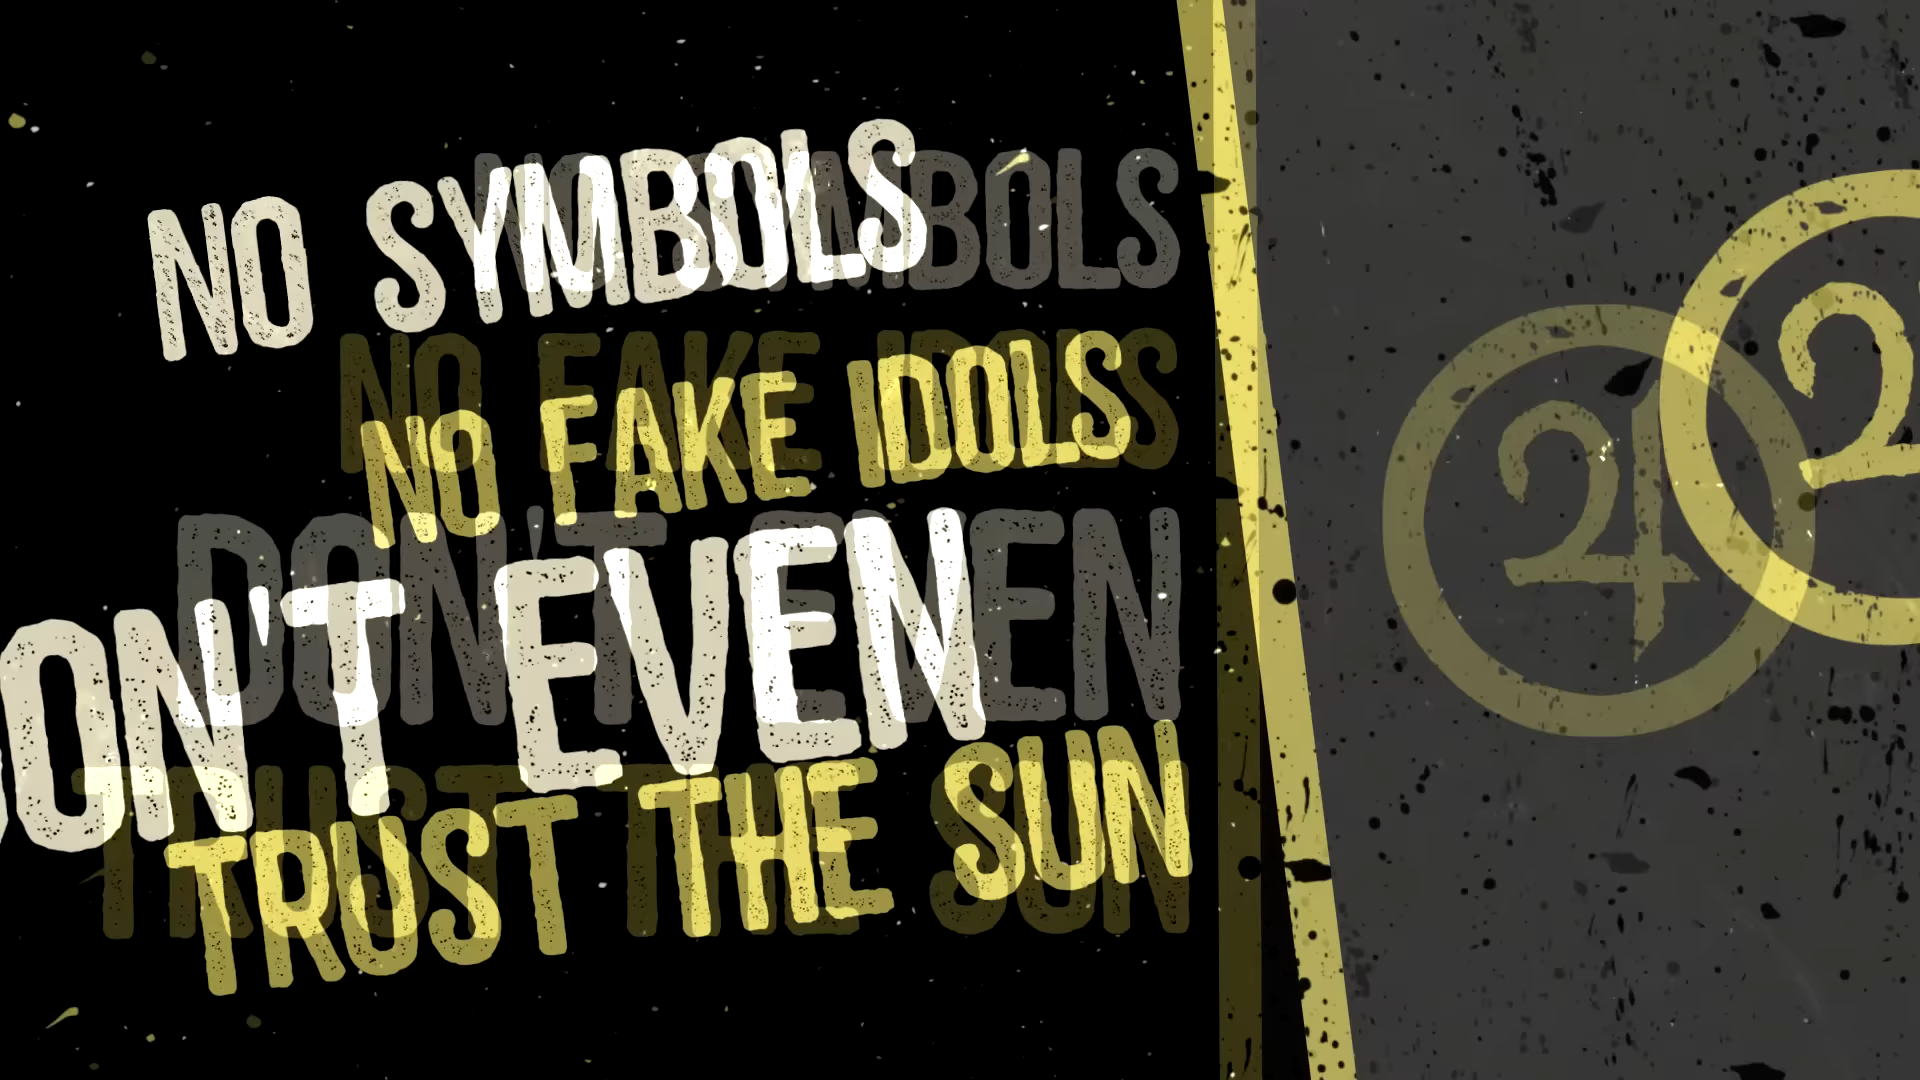 NO SYMBOLS
NO FAKE IDOLS
DON'T EVEN
TRUST THE SUN